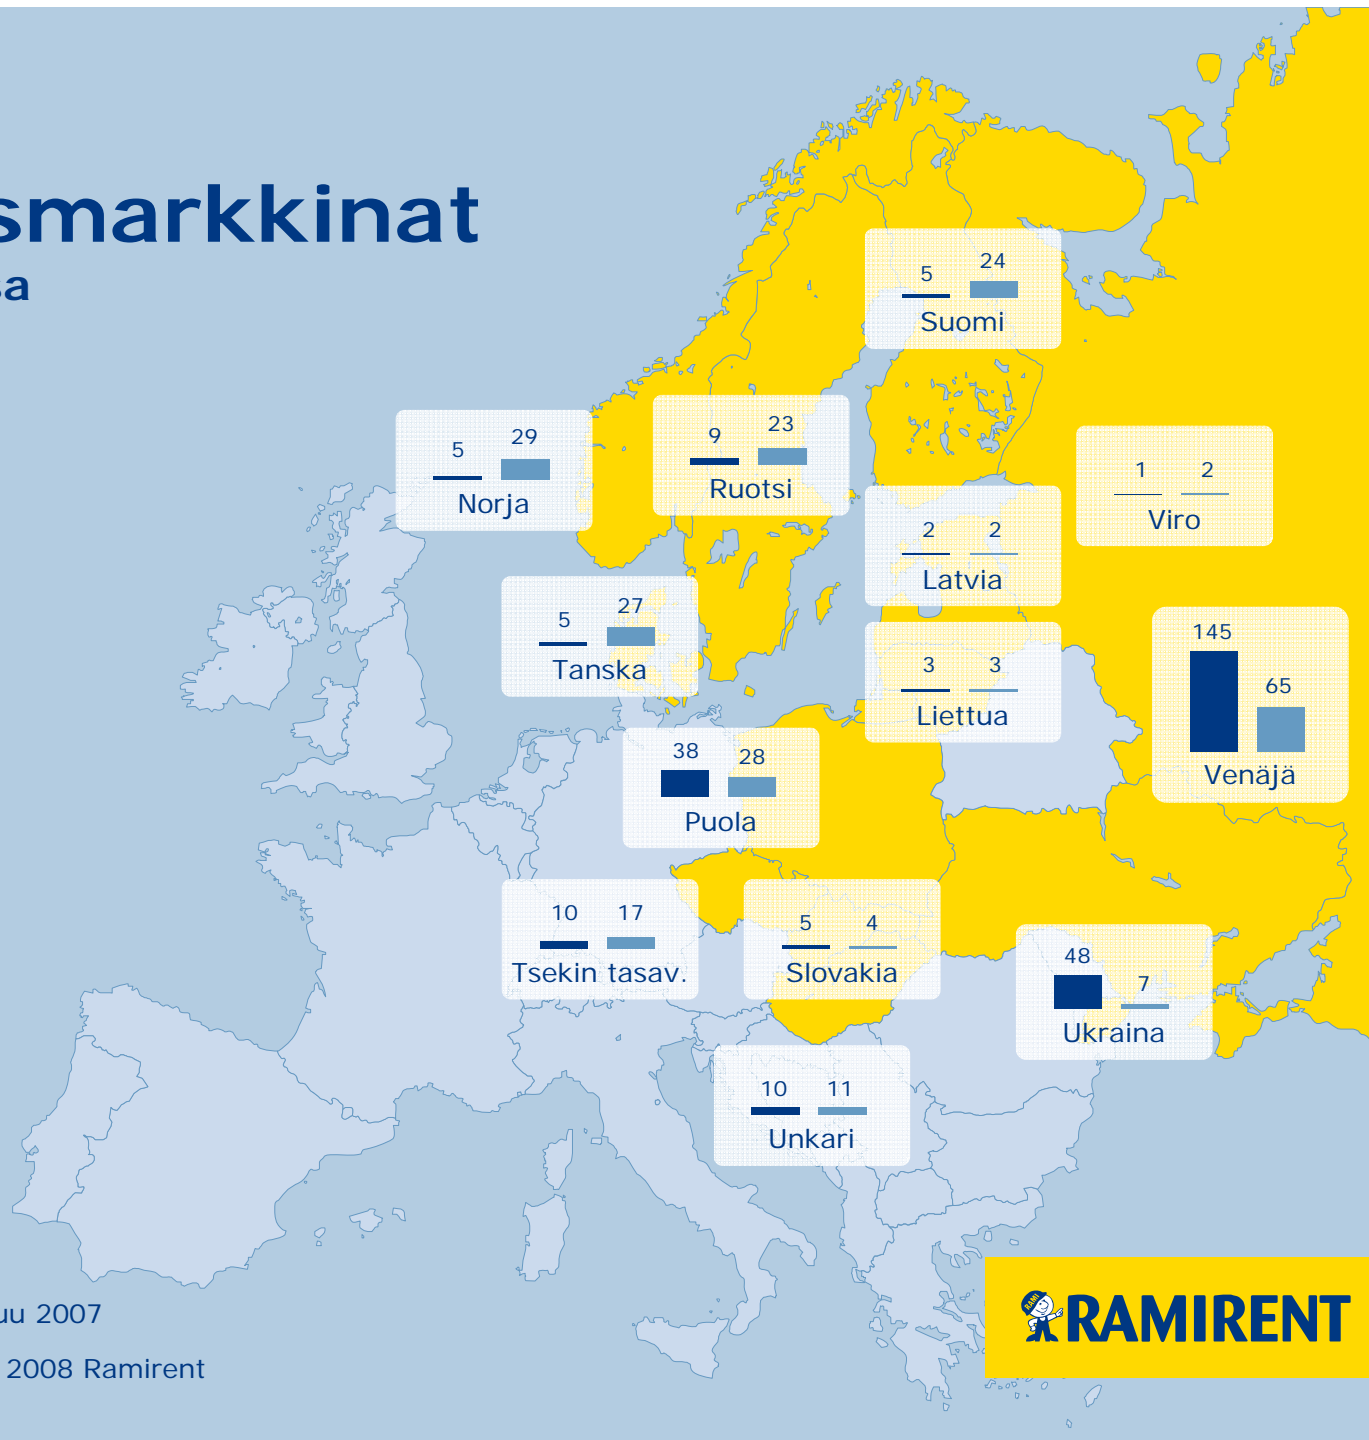 smarkkinat
sa
5 24
Suomi
5 29
Norja
9 23
Ruotsi
1 2
Viro
2 2
Latvia
5 27
Tanska
3 3
Liettua
145
65
Venäjä
38 28
Puola
10 17
Tsekin tasav.
5 4
Slovakia
48
7
Ukraina
10 11
Unkari
uu 2007
2008 Ramirent
RAMI
RAMIRENT